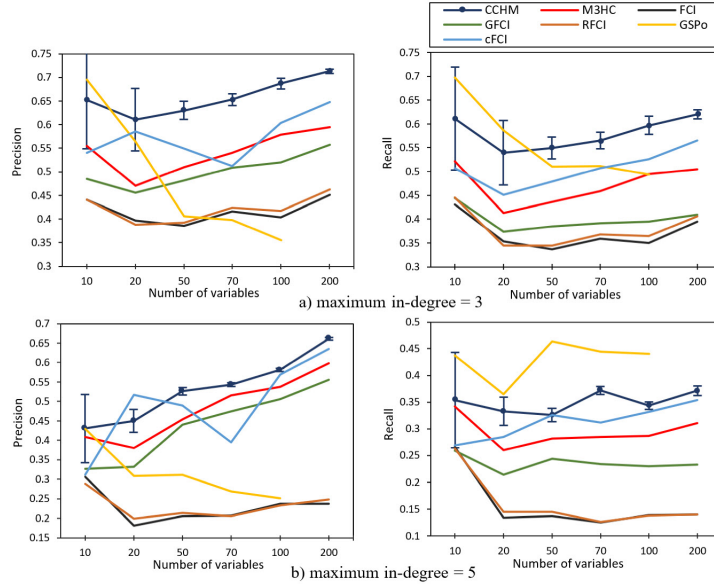 a)
CCHM M3HC FCI
GFCI RFCI GSPo
cFCI
Precision
0.75
0.7
0.65
0.6
0.55
0.5
0.45
0.4
0.35
0.3
10 20 50 70 100 200
Number of variables
Recall
0.8
0.75
0.7
0.65
0.6
0.55
0.5
0.45
0.4
0.35
0.3
10 20 50 70 100 200
Number of variables
a) maximum in-degree = 3
Precision
0.7
0.65
0.6
0.55
0.5
0.45
0.4
0.35
0.3
0.25
0.2
0.15
10 20 50 70 100 200
Number of variables
Recall
0.5
0.45
0.4
0.35
0.3
0.25
0.2
0.15
0.1
10 20 50 70 100 200
Number of variables
b) maximum in-degree = 5